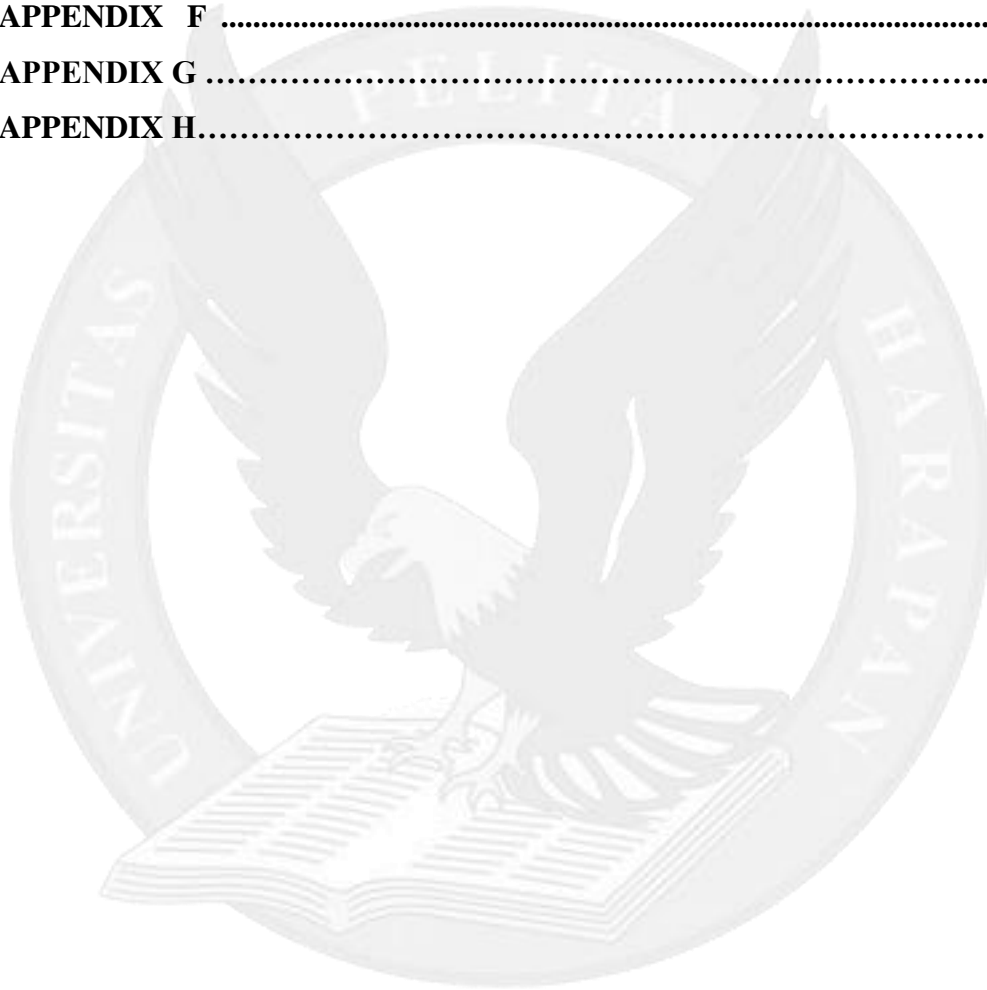 APPENDIX F ................................................................................................
APPENDIX G ………………………………………………………………...
APPENDIX H…………………………………………………………………
UNIVERSITAS PELITA HARAPAN